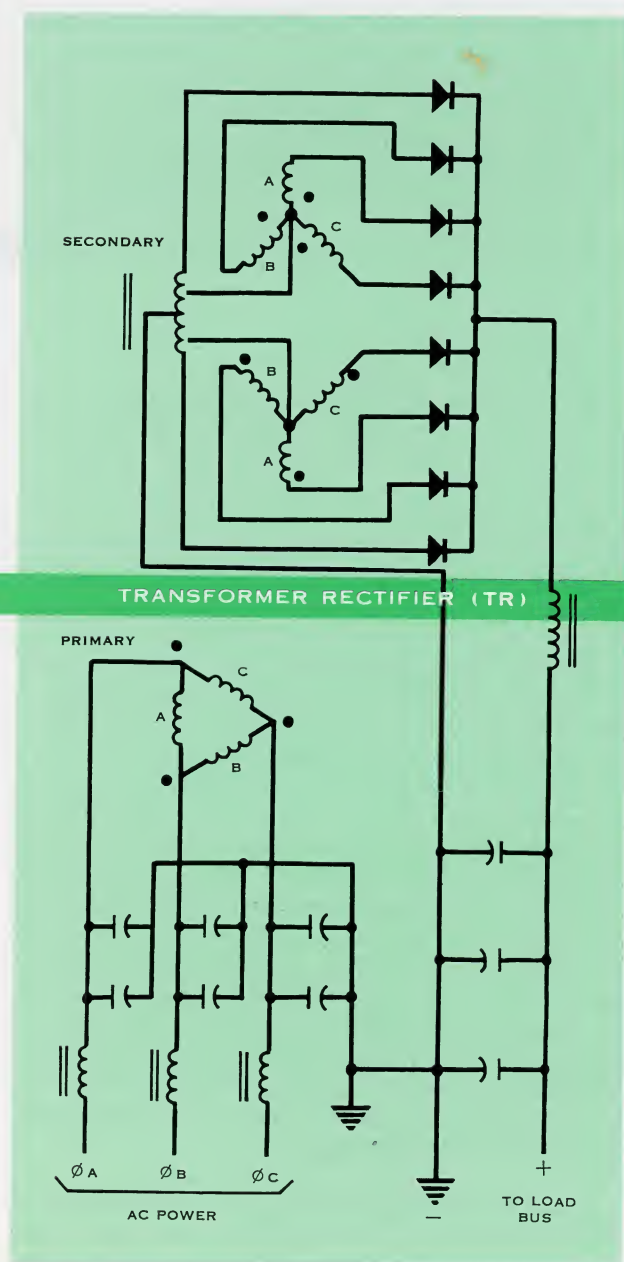 SECONDARY
A
B
C
B
C
A
TRANSFORMER RECTIFIER (TR)
PRIMARY
A
C
B
ØA
ØB
ØC
AC POWER
−
+
TO LOAD
BUS